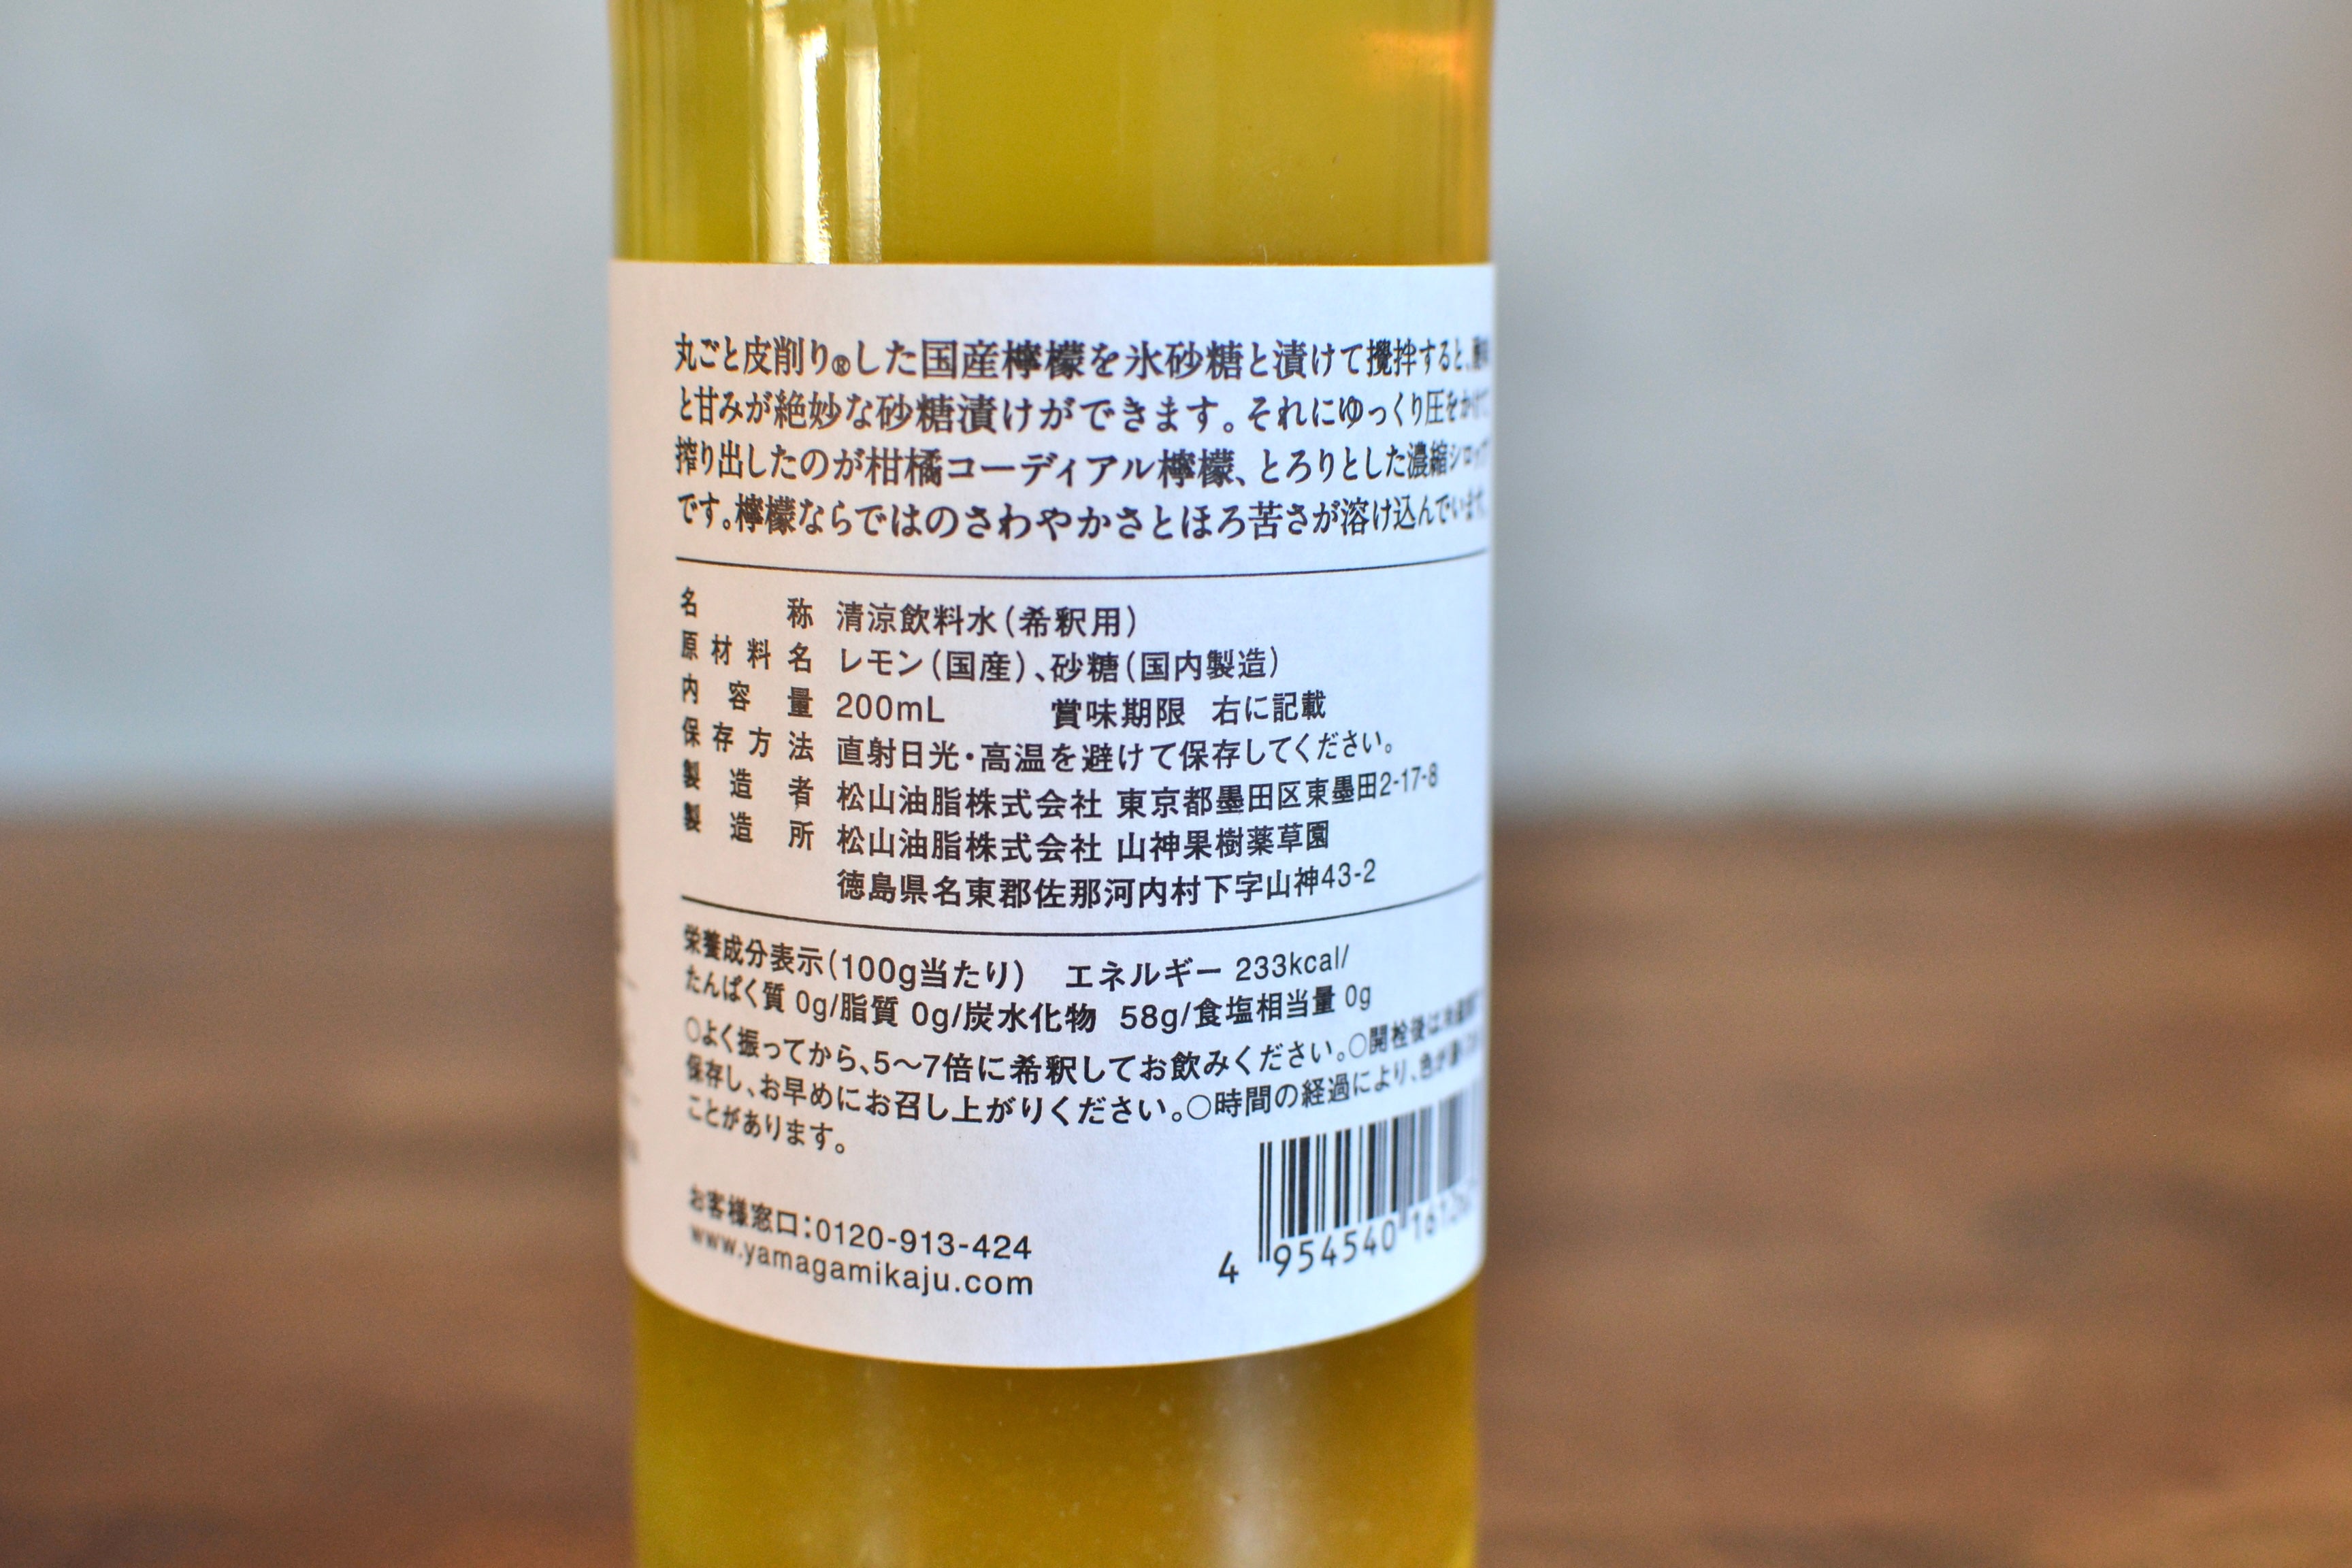 丸ごと皮削り®した国産檸檬を氷砂糖と漬けて攪拌すると、酸味
と甘みが絶妙な砂糖漬けができます。それにゆっくり圧をかけて
搾り出したのが柑橘コーディアル檸檬、とろりとした濃縮シロップ
です。檸檬ならではのさわやかさとほろ苦さが溶け込んでいます。
名称 清涼飲料水(希釈用)
原材料名 レモン(国産)、砂糖(国内製造)
内容量 200mL 賞味期限 右に記載
保存方法 直射日光・高温を避けて保存してください。
製造者 松山油脂株式会社 東京都墨田区東墨田2-17-8
製造所 松山油脂株式会社 山神果樹薬草園
徳島県名東郡佐那河内村下字山神43-2
栄養成分表示(100g当たり) エネルギー 233kcal/
たんぱく質 0g/脂質 0g/炭水化物 58g/食塩相当量 0g
○よく振ってから、5〜7倍に希釈してお飲みください。○開栓後は
保存し、お早めにお召し上がりください。○時間の経過により、色が
ことがあります。
お客様窓口:0120-913-424
www.yamagamikaju.com
4 954540